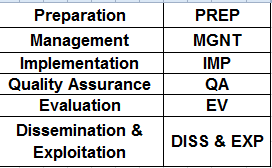 Preparation PREP
Management MGNT
Implementation IMP
Quality Assurance QA
Evaluation EV
Dissemination &
Exploitation DISS & EXP